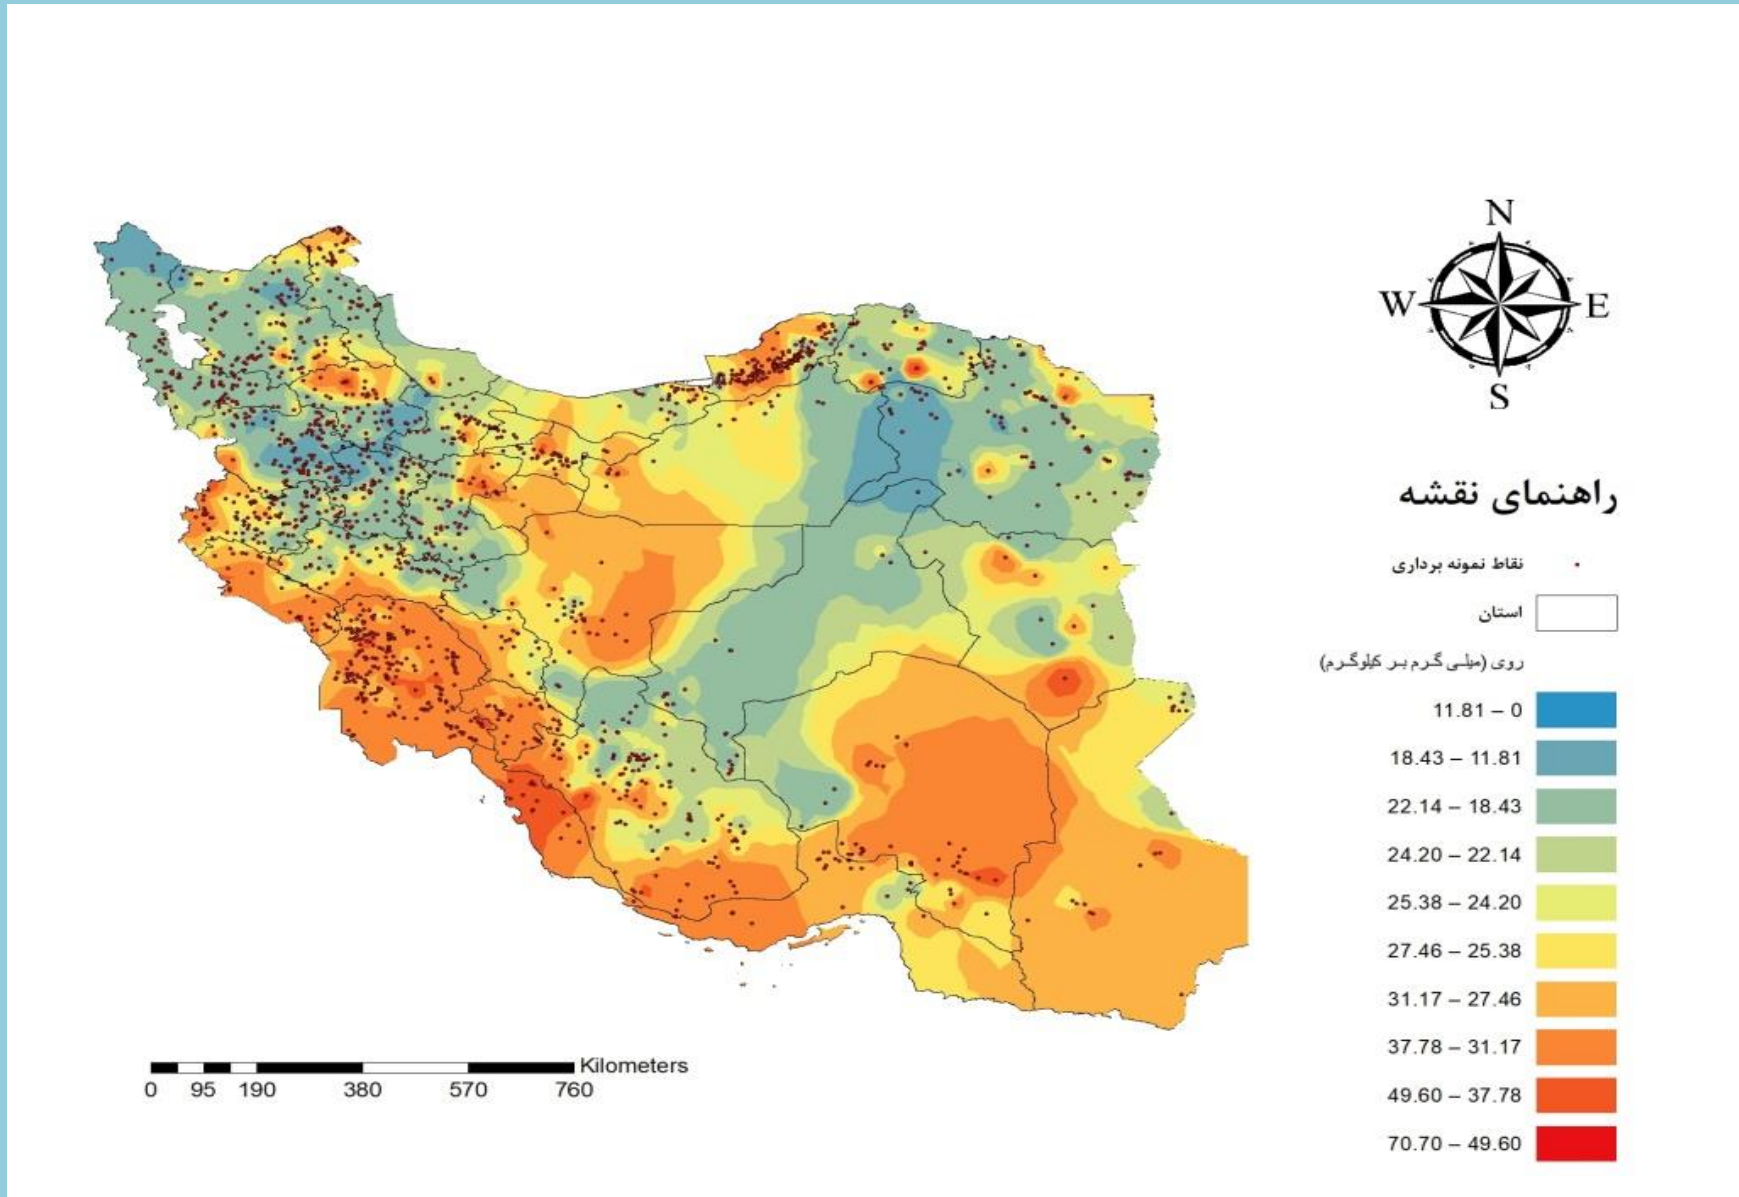 N
W E
S
راهنمای نقشه
نقاط نمونه برداری
استان
روی (میلی گرم بر کیلوگرم)
11.81 – 0
18.43 – 11.81
22.14 – 18.43
24.20 – 22.14
25.38 – 24.20
27.46 – 25.38
31.17 – 27.46
37.78 – 31.17
49.60 – 37.78
70.70 – 49.60
Kilometers
0 95 190 380 570 760